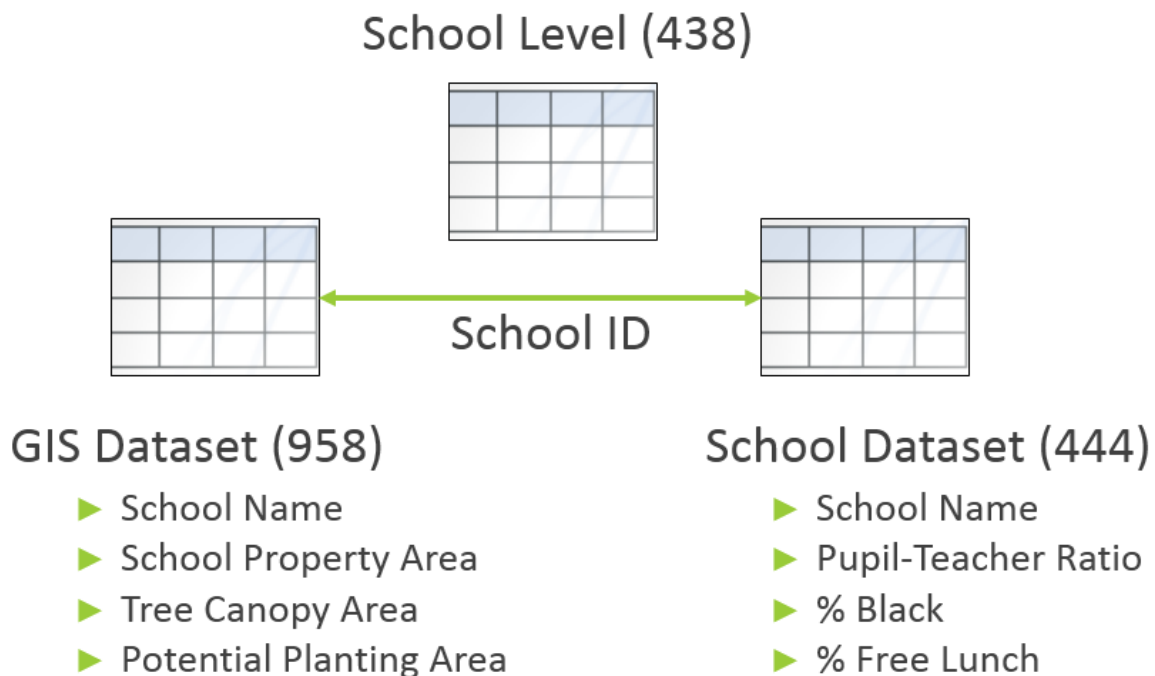 School Level (438)
School ID
GIS Dataset (958)
School Name
School Property Area
Tree Canopy Area
Potential Planting Area
School Dataset (444)
School Name
Pupil-Teacher Ratio
% Black
% Free Lunch